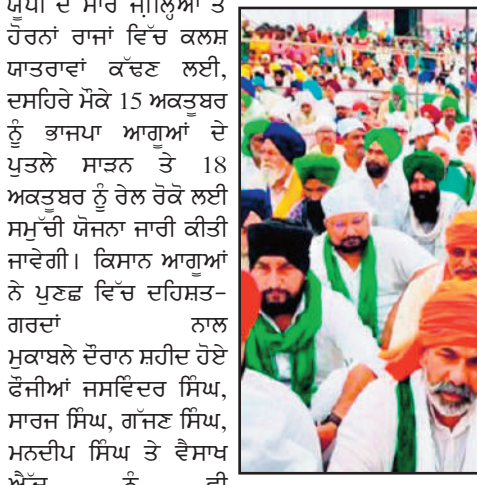 ਯੂਪੀ ਦੇ ਸਾਰੇ ਜ਼ਿਲ੍ਹਿਆਂ ਤੇ
ਹੋਰਨਾਂ ਰਾਜਾਂ ਵਿੱਚ ਕਲਸ਼
ਯਾਤਰਾਵਾਂ ਕੱਢਣ ਲਈ,
ਦਸਹਿਰੇ ਮੌਕੇ 15 ਅਕਤੂਬਰ
ਨੂੰ ਭਾਜਪਾ ਆਗੂਆਂ ਦੇ
ਪੁਤਲੇ ਸਾੜਨ ਤੇ 18
ਅਕਤੂਬਰ ਨੂੰ ਰੇਲ ਰੋਕੋ ਲਈ
ਸਮੁੱਚੀ ਯੋਜਨਾ ਜਾਰੀ ਕੀਤੀ
ਜਾਵੇਗੀ। ਕਿਸਾਨ ਆਗੂਆਂ
ਨੇ ਪੁਣਛ ਵਿੱਚ ਦਹਿਸ਼ਤ-
ਗਰਦਾਂ ਨਾਲ
ਮੁਕਾਬਲੇ ਦੌਰਾਨ ਸ਼ਹੀਦ ਹੋਏ
ਫੌਜੀਆਂ ਜਸਵਿੰਦਰ ਸਿੰਘ,
ਸਾਰਜ ਸਿੰਘ, ਗੱਜਣ ਸਿੰਘ,
ਮਨਦੀਪ ਸਿੰਘ ਤੇ ਵੈਸਾਖ
ਐੱਚ ਨੂੰ ਵੀ